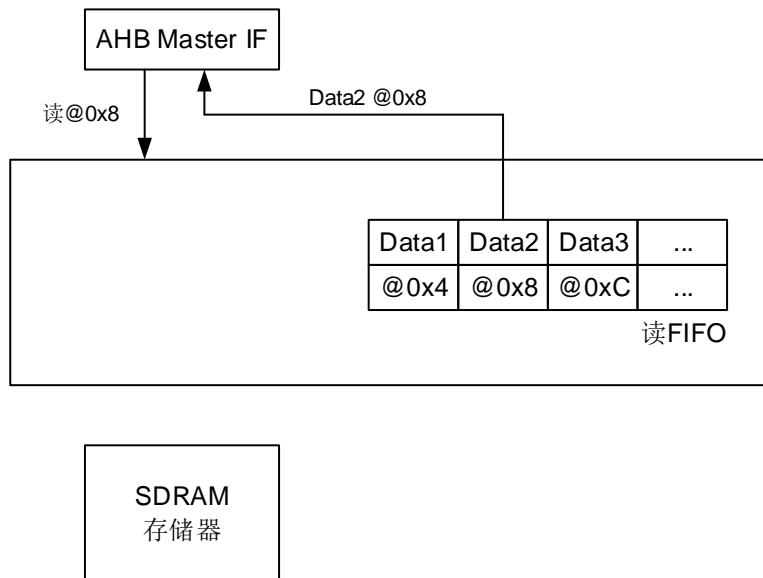 AHB Master IF
读@0x8
Data2 @0x8
Data1 Data2 Data3 ...
@0x4 @0x8 @0xC ...
读FIFO
SDRAM
存储器